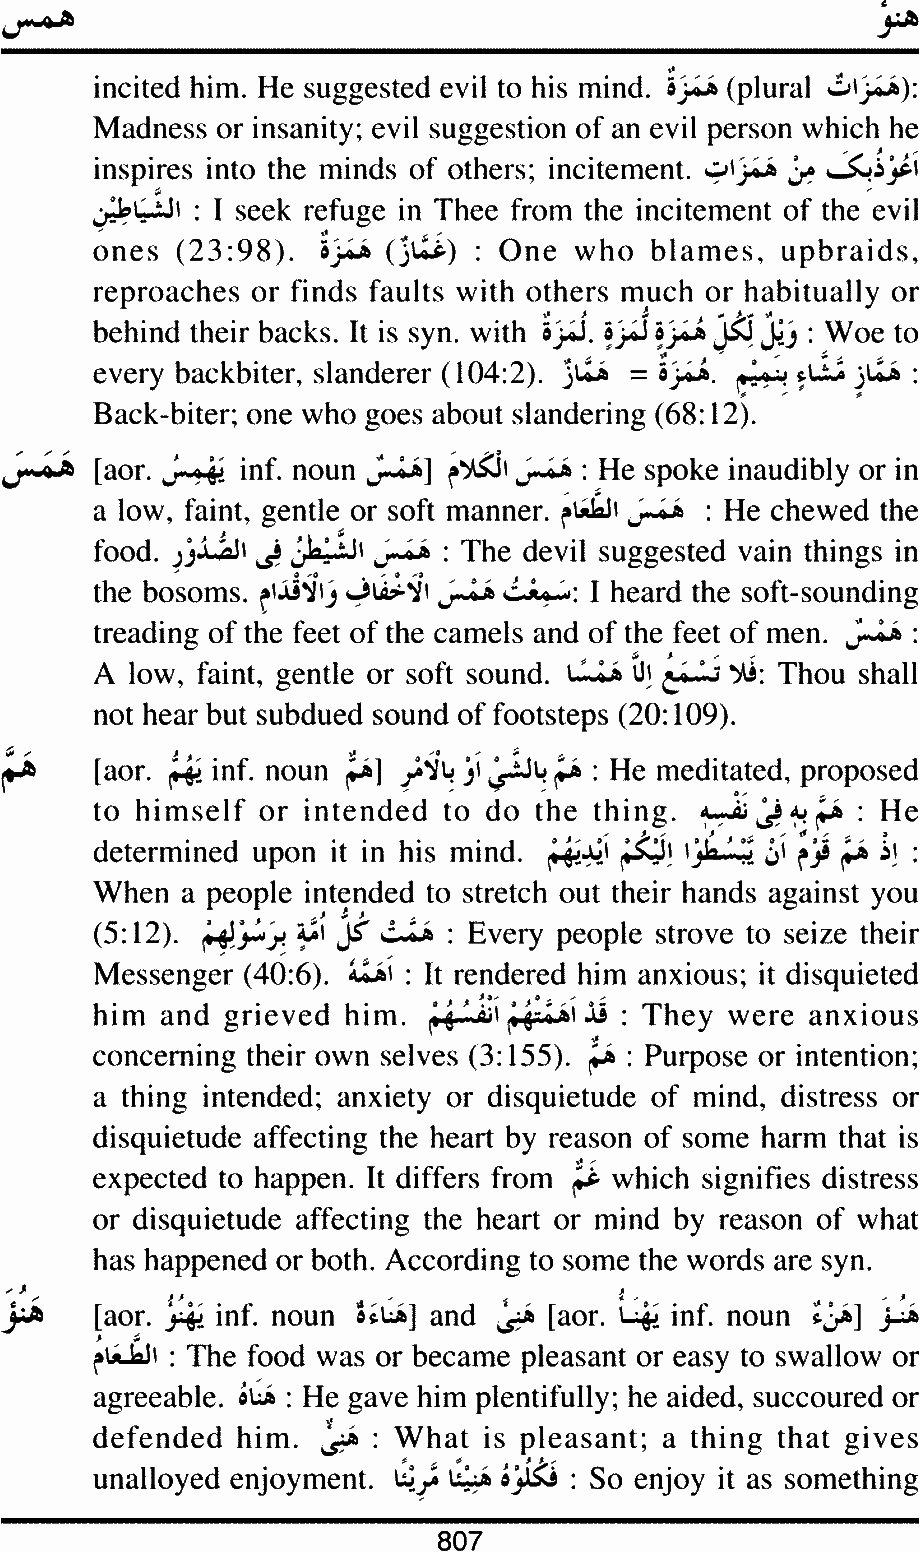 همس هنؤ
incited him. He suggested evil to his mind. هَمَزَةٌ (plural هَمَزَاتٌ):
Madness or insanity; evil suggestion of an evil person which he
inspires into the minds of others; incitement. اَعُوْذُبِکَ مِنْ هَمَزَاتِ
الشَّيَاطِيْنِ : I seek refuge in Thee from the incitement of the evil
ones (23:98). هُمَزَةٌ (غَمَّازٌ) : One who blames, upbraids,
reproaches or finds faults with others much or habitually or
behind their backs. It is syn. with لُمَزَةٌ. وَيْلٌ لِّكُلِّ هُمَزَةٍ لُّمَزَةٍ : Woe to
every backbiter, slanderer (104:2). هَمَّازٌ = هُمَزَةٌ. هَمَّازٍ مَّشَّاءٍ بِنَمِيْمٍ :
Back-biter; one who goes about slandering (68:12).
هَمَسَ [aor. يَهْمِسُ inf. noun هَمْسٌ] هَمَسَ الْكَلَامَ : He spoke inaudibly or in
a low, faint, gentle or soft manner. هَمَسَ الطَّعَامَ : He chewed the
food. هَمَسَ الشَّيْطٰنُ فِى الصُّدُوْرِ : The devil suggested vain things in
the bosoms. سَمِعْتُ هَمْسَ الْاَخْفَافِ وَالْاَقْدَامِ: I heard the soft-sounding
treading of the feet of the camels and of the feet of men. هَمْسٌ :
A low, faint, gentle or soft sound. فَلَا تَسْمَعُ اِلَّا هَمْسًا: Thou shall
not hear but subdued sound of footsteps (20:109).
هَمَّ [aor. يَهُمُّ inf. noun هَمٌّ] هَمَّ بِالشَّىْءِ اَوْ بِالْاَمْرِ : He meditated, proposed
to himself or intended to do the thing. هَمَّ بِهٖ فِىْ نَفْسِهٖ : He
determined upon it in his mind. اِذْ هَمَّ قَوْمٌ اَنْ يَّبْسُطُوْا اِلَيْكُمْ اَيْدِيَهُمْ :
When a people intended to stretch out their hands against you
(5:12). هَمَّتْ كُلُّ اُمَّةٍ بِرَسُوْلِهِمْ : Every people strove to seize their
Messenger (40:6). اَهَمَّهٗ : It rendered him anxious; it disquieted
him and grieved him. قَدْ اَهَمَّتْهُمْ اَنْفُسُهُمْ : They were anxious
concerning their own selves (3:155). هَمٌّ : Purpose or intention;
a thing intended; anxiety or disquietude of mind, distress or
disquietude affecting the heart by reason of some harm that is
expected to happen. It differs from غَمٌّ which signifies distress
or disquietude affecting the heart or mind by reason of what
has happened or both. According to some the words are syn.
هَنُؤَ [aor. يَهْنُؤُ inf. noun هَنَاءَةٌ] and هَنِئَ [aor. يَهْنَأُ inf. noun هَنْءٌ] هَنُؤَ
الطَّعَامُ : The food was or became pleasant or easy to swallow or
agreeable. هَنَاهُ : He gave him plentifully; he aided, succoured or
defended him. هَنِىْءٌ : What is pleasant; a thing that gives
unalloyed enjoyment. فَكُلُوْهُ هَنِيْئًا مَّرِيْئًا : So enjoy it as something
807